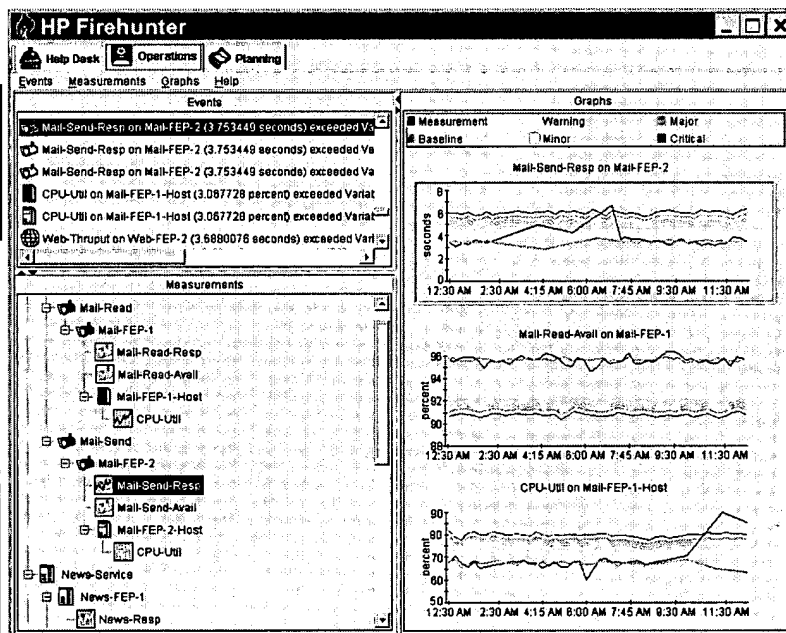 HP Firehunter
Help Desk
Operations
Planning
Events Measurements Graphs Help
Events
Mail-Send-Resp on Mail-FEP-2 (3.753449 seconds) exceeded Va
Mail-Send-Resp on Mail-FEP-2 (3.753449 seconds) exceeded Va
Mail-Send-Resp on Mail-FEP-2 (3.753449 seconds) exceeded Va
CPU-Util on Mail-FEP-1-Host (3.067728 percent) exceeded Variat
CPU-Util on Mail-FEP-1-Host (3.067728 percent) exceeded Variat
Web-Thruput on Web-FEP-2 (3.6880076 seconds) exceeded Vari
Measurements
Mail-Read
Mail-FEP-1
Mail-Read-Resp
Mail-Read-Avail
Mail-FEP-1-Host
CPU-Util
Mail-Send
Mail-FEP-2
Mail-Send-Resp
Mail-Send-Avail
Mail-FEP-2-Host
CPU-Util
News-Service
News-FEP-1
News-Resp
Graphs
Measurement Warning Major
Baseline Minor Critical
Mail-Send-Resp on Mail-FEP-2
seconds
8
6
4
2
0
12:30 AM 2:30 AM 4:15 AM 6:00 AM 7:45 AM 9:30 AM 11:30 AM
Mail-Read-Avail on Mail-FEP-1
percent
96
94
91
90
88
12:30 AM 2:30 AM 4:15 AM 6:00 AM 7:45 AM 9:30 AM 11:30 AM
CPU-Util on Mail-FEP-1-Host
percent
90
80
70
60
50
12:30 AM 2:30 AM 4:15 AM 6:00 AM 7:45 AM 9:30 AM 11:30 AM